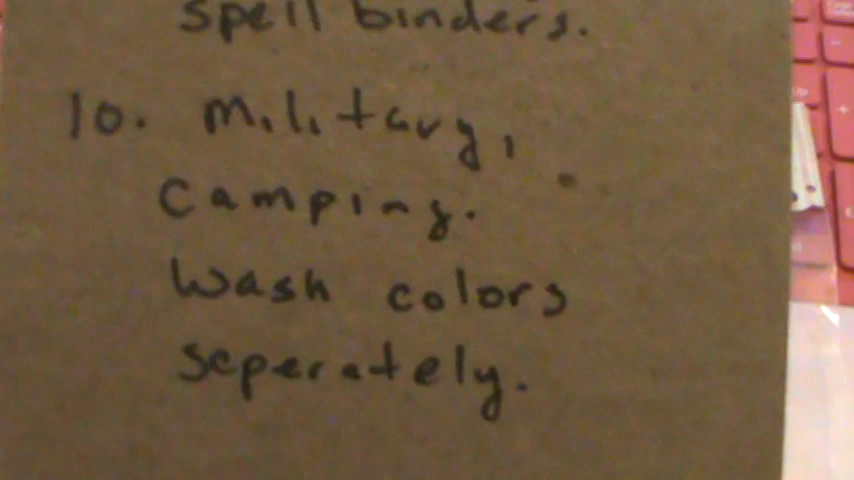 spell binders.
10. Military,
Camping.
Wash colors
seperately.